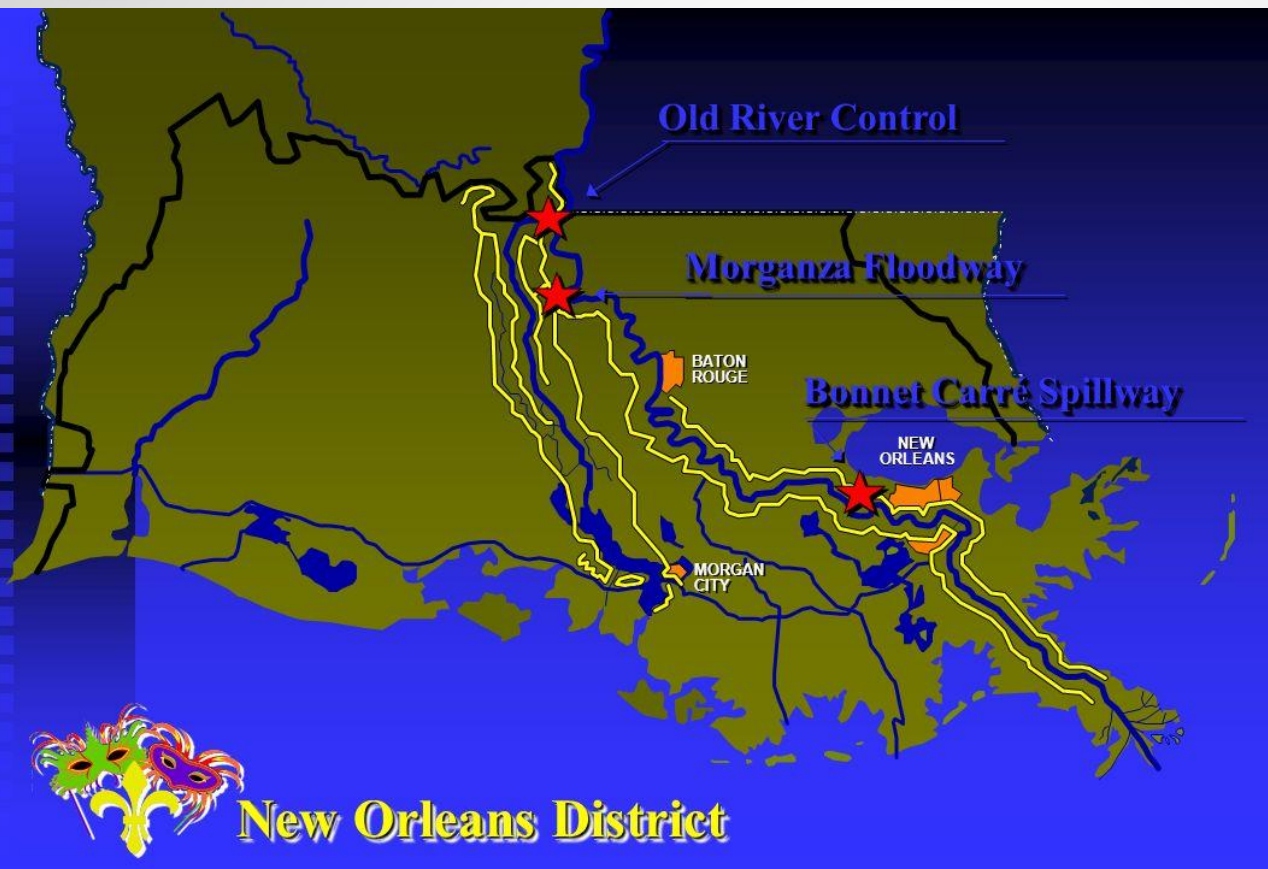 Old River Control
Morganza Floodway
BATON
ROUGE
Bonnet Carré Spillway
NEW
ORLEANS
MORGAN
CITY
New Orleans District